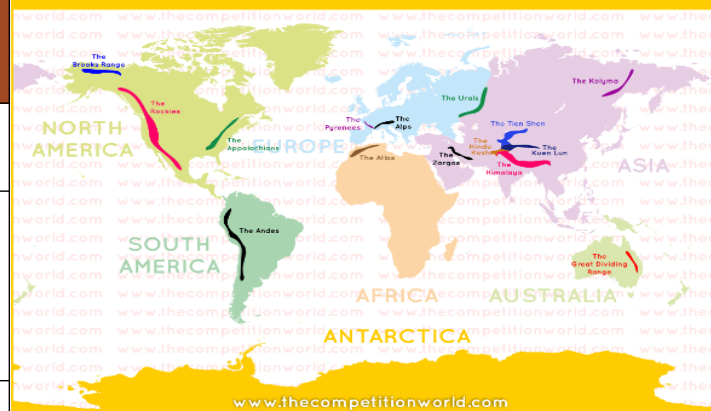 The
Brooks Range
The
Rockies
NORTH
AMERICA
The
Appalachians
EUROPE
The
Pyrenees
The
Alps
The Urals
The Kolyma
The Tien Shen
The
Hindu
Kush
The
Kuen Lun
The
Zargos
The
Himalaya
ASIA
The Atlas
The Andes
SOUTH
AMERICA
AFRICA
The
Great Dividing
Range
AUSTRALIA
ANTARCTICA
www.thecompetitionworld.com